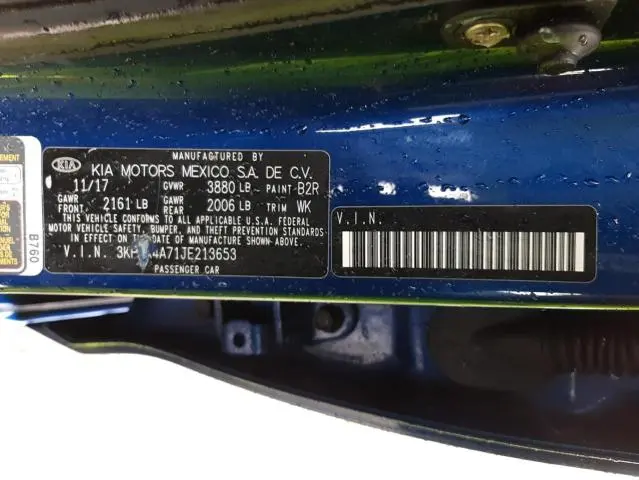 MANUFACTURED BY
KIA KIA MOTORS MEXICO S.A. DE C.V.
11/17 GVWR 3880 LB PAINT B2R
GAWR FRONT 2161 LB GAWR REAR 2006 LB TRIM WK
THIS VEHICLE CONFORMS TO ALL APPLICABLE U.S.A. FEDERAL
MOTOR VEHICLE SAFETY, BUMPER, AND THEFT PREVENTION STANDARDS
IN EFFECT ON THE DATE OF MANUFACTURE SHOWN ABOVE.
V.I.N. 4A71JE213653
PASSENGER CAR
V.I.N.
B760